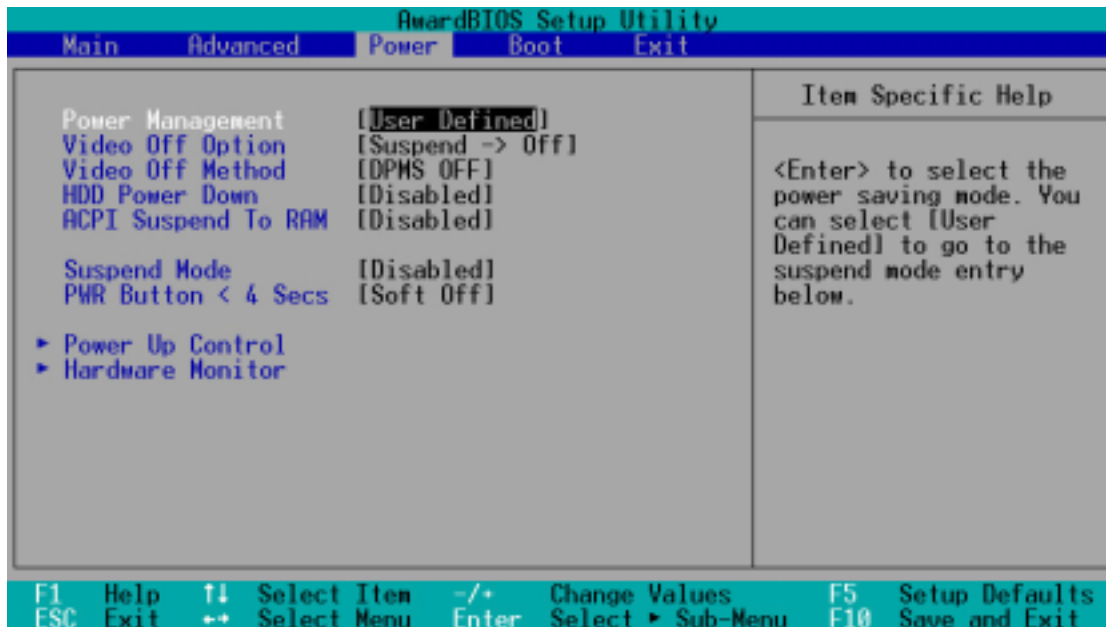 AwardBIOS Setup Utility
Main Advanced Power Boot Exit
Power Management [User Defined]
Video Off Option [Suspend -> Off]
Video Off Method [DPMS OFF]
HDD Power Down [Disabled]
ACPI Suspend To RAM [Disabled]
Suspend Mode [Disabled]
PWR Button < 4 Secs [Soft Off]
► Power Up Control
► Hardware Monitor
Item Specific Help
<Enter> to select the
power saving mode. You
can select [User
Defined] to go to the
suspend mode entry
below.
F1 Help ↑↓ Select Item -/+ Change Values F5 Setup Defaults
ESC Exit ←→ Select Menu Enter Select ► Sub-Menu F10 Save and Exit